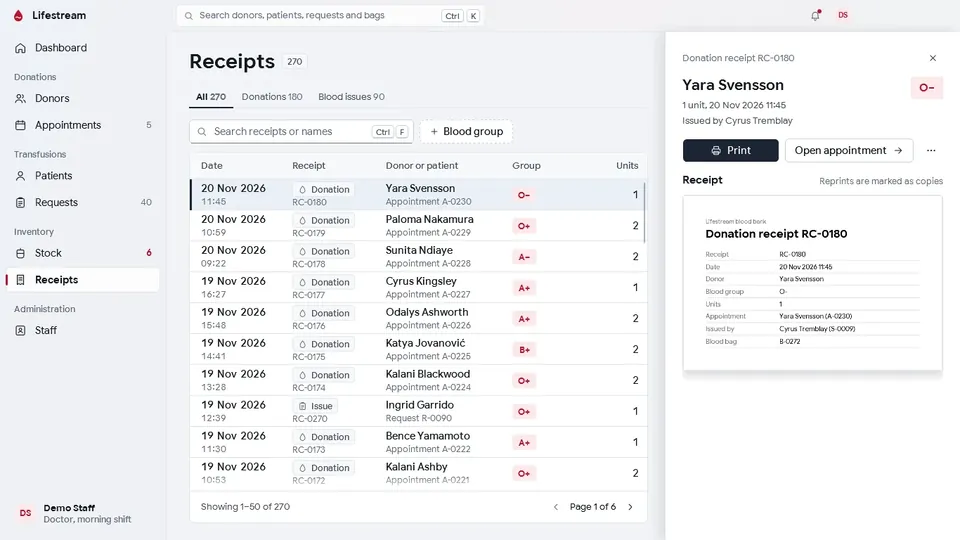 Lifestream
Search donors, patients, requests and bags
Ctrl K
DS
Dashboard
Donations
Donors
Appointments 5
Transfusions
Patients
Requests 40
Inventory
Stock 6
Receipts
Administration
Staff
DS
Demo Staff
Doctor, morning shift
Receipts 270
All 270 Donations 180 Blood issues 90
Search receipts or names Ctrl F
+ Blood group
Date Receipt Donor or patient Group Units
20 Nov 2026 Donation Yara Svensson O− 1
11:45 RC-0180 Appointment A-0230
20 Nov 2026 Donation Paloma Nakamura O+ 2
10:59 RC-0179 Appointment A-0229
20 Nov 2026 Donation Sunita Ndiaye A− 2
09:22 RC-0178 Appointment A-0228
19 Nov 2026 Donation Cyrus Kingsley A+ 1
16:27 RC-0177 Appointment A-0227
19 Nov 2026 Donation Odalys Ashworth A+ 2
15:48 RC-0176 Appointment A-0226
19 Nov 2026 Donation Katya Jovanović B+ 2
14:41 RC-0175 Appointment A-0225
19 Nov 2026 Donation Kalani Blackwood O+ 2
13:28 RC-0174 Appointment A-0224
19 Nov 2026 Issue Ingrid Garrido O+ 1
12:39 RC-0270 Request R-0090
19 Nov 2026 Donation Bence Yamamoto A+ 1
11:30 RC-0173 Appointment A-0222
19 Nov 2026 Donation Kalani Ashby O+ 2
10:53 RC-0172 Appointment A-0221
Showing 1–50 of 270
Page 1 of 6
Donation receipt RC-0180
Yara Svensson O−
1 unit, 20 Nov 2026 11:45
Issued by Cyrus Tremblay
Print
Open appointment →
Receipt Reprints are marked as copies
Lifestream blood bank
Donation receipt RC-0180
Receipt RC-0180
Date 20 Nov 2026 11:45
Donor Yara Svensson
Blood group O-
Units 1
Appointment Yara Svensson (A-0230)
Issued by Cyrus Tremblay (S-0009)
Blood bag B-0272